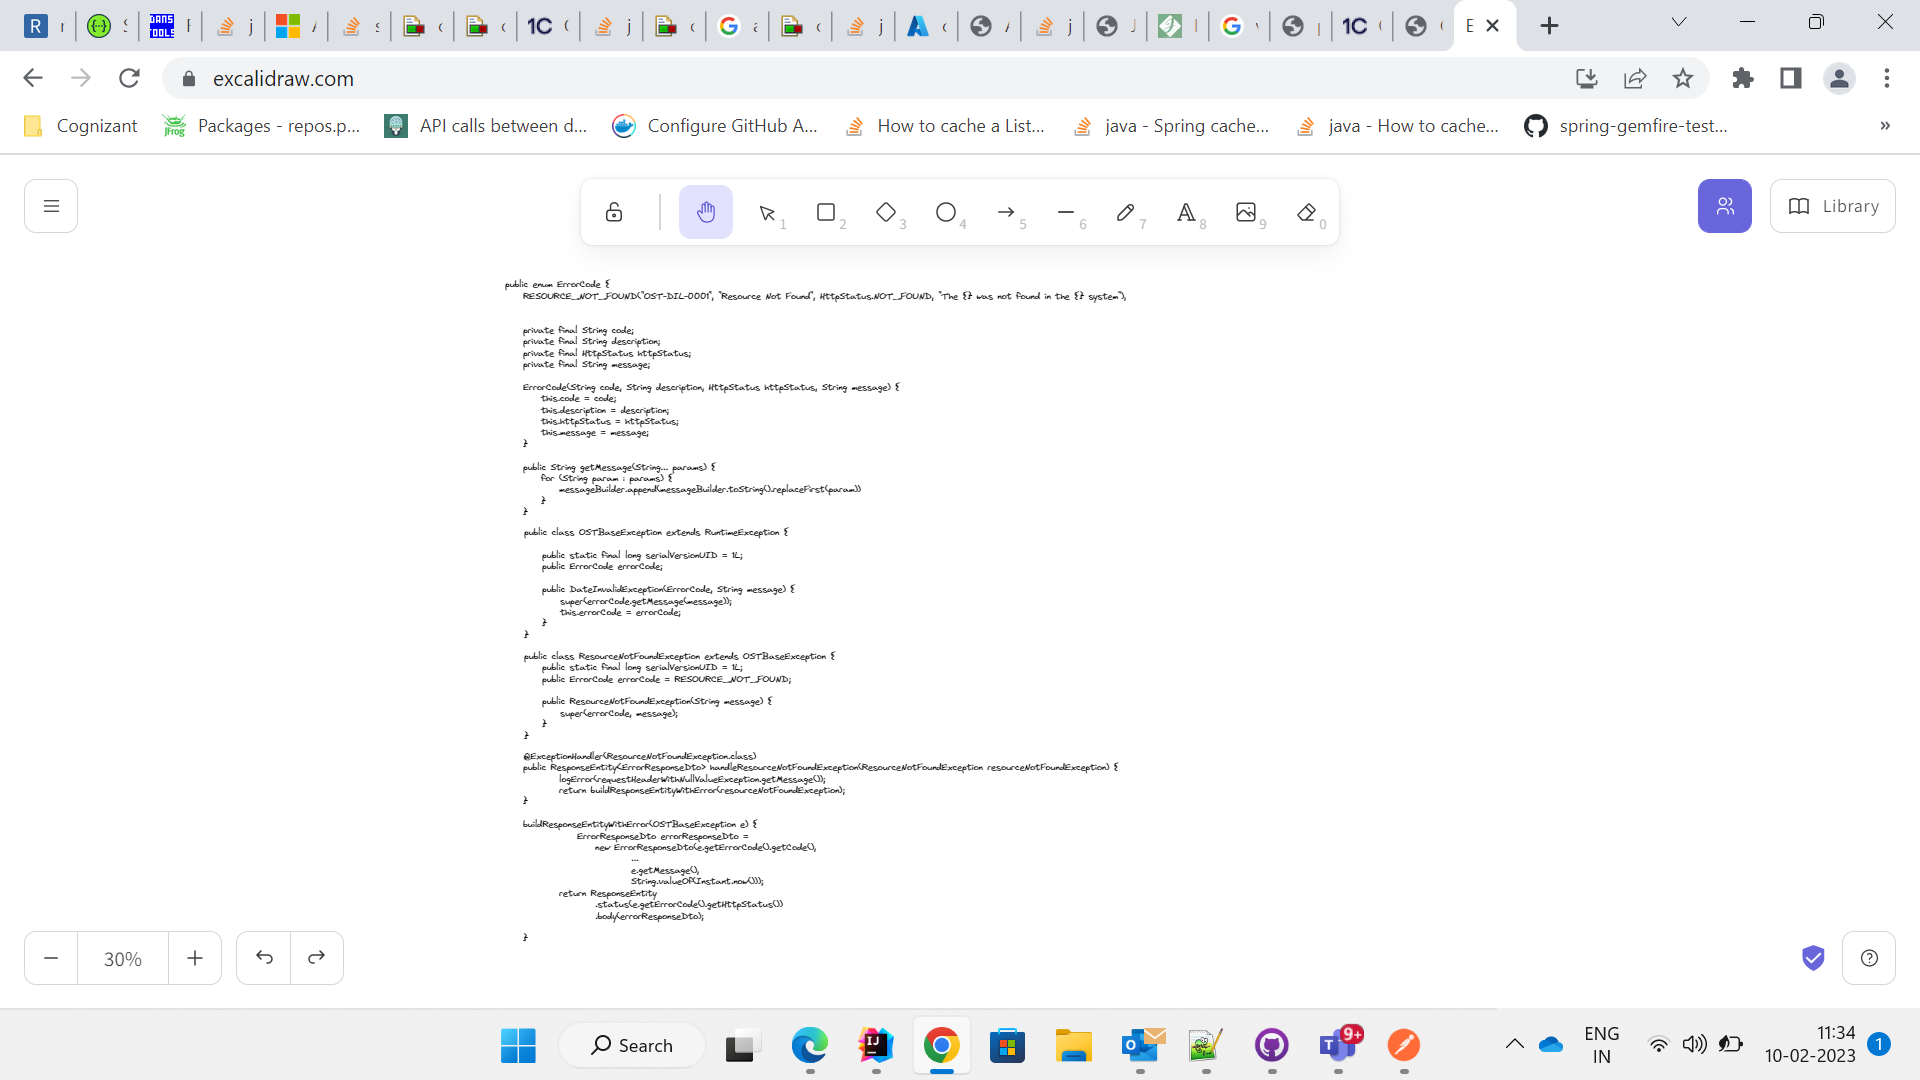 excalidraw.com
Cognizant
Packages - repos.p...
API calls between d...
Configure GitHub A...
How to cache a List...
java - Spring cache...
java - How to cache...
spring-gemfire-test...
»
1
2
3
4
5
6
7
8
9
0
Library
public enum ErrorCode {
RESOURCE_NOT_FOUND("OST-DIL-0001", "Resource Not Found", HttpStatus.NOT_FOUND, "The {} was not found in the {} system"),
private final String code;
private final String description;
private final HttpStatus httpStatus;
private final String message;
ErrorCode(String code, String description, HttpStatus httpStatus, String message) {
this.code = code;
this.description = description;
this.httpStatus = httpStatus;
this.message = message;
}
public String getMessage(String... params) {
for (String param : params) {
messageBuilder.append(messageBuilder.toString().replaceFirst(param))
}
}
public class OSTBaseException extends RuntimeException {
public static final long serialVersionUID = 1L;
public ErrorCode errorCode;
public DateInvalidException(ErrorCode, String message) {
super(errorCode.getMessage(message));
this.errorCode = errorCode;
}
}
public class ResourceNotFoundException extends OSTBaseException {
public static final long serialVersionUID = 1L;
public ErrorCode errorCode = RESOURCE_NOT_FOUND;
public ResourceNotFoundException(String message) {
super(errorCode, message);
}
}
@ExceptionHandler(ResourceNotFoundException.class)
public ResponseEntity<ErrorResponseDto> handleResourceNotFoundException(ResourceNotFoundException resourceNotFoundException) {
logError(requestHeaderWithNullValueException.getMessage());
return buildResponseEntityWithError(resourceNotFoundException);
}
buildResponseEntityWithError(OSTBaseException e) {
ErrorResponseDto errorResponseDto =
new ErrorResponseDto(e.getErrorCode().getCode(),
...
e.getMessage(),
String.valueOf(Instant.now()));
return ResponseEntity
.status(e.getErrorCode().getHttpStatus())
.body(errorResponseDto);
}
30%
Search
9+
ENG
IN
11:34
10-02-2023
1